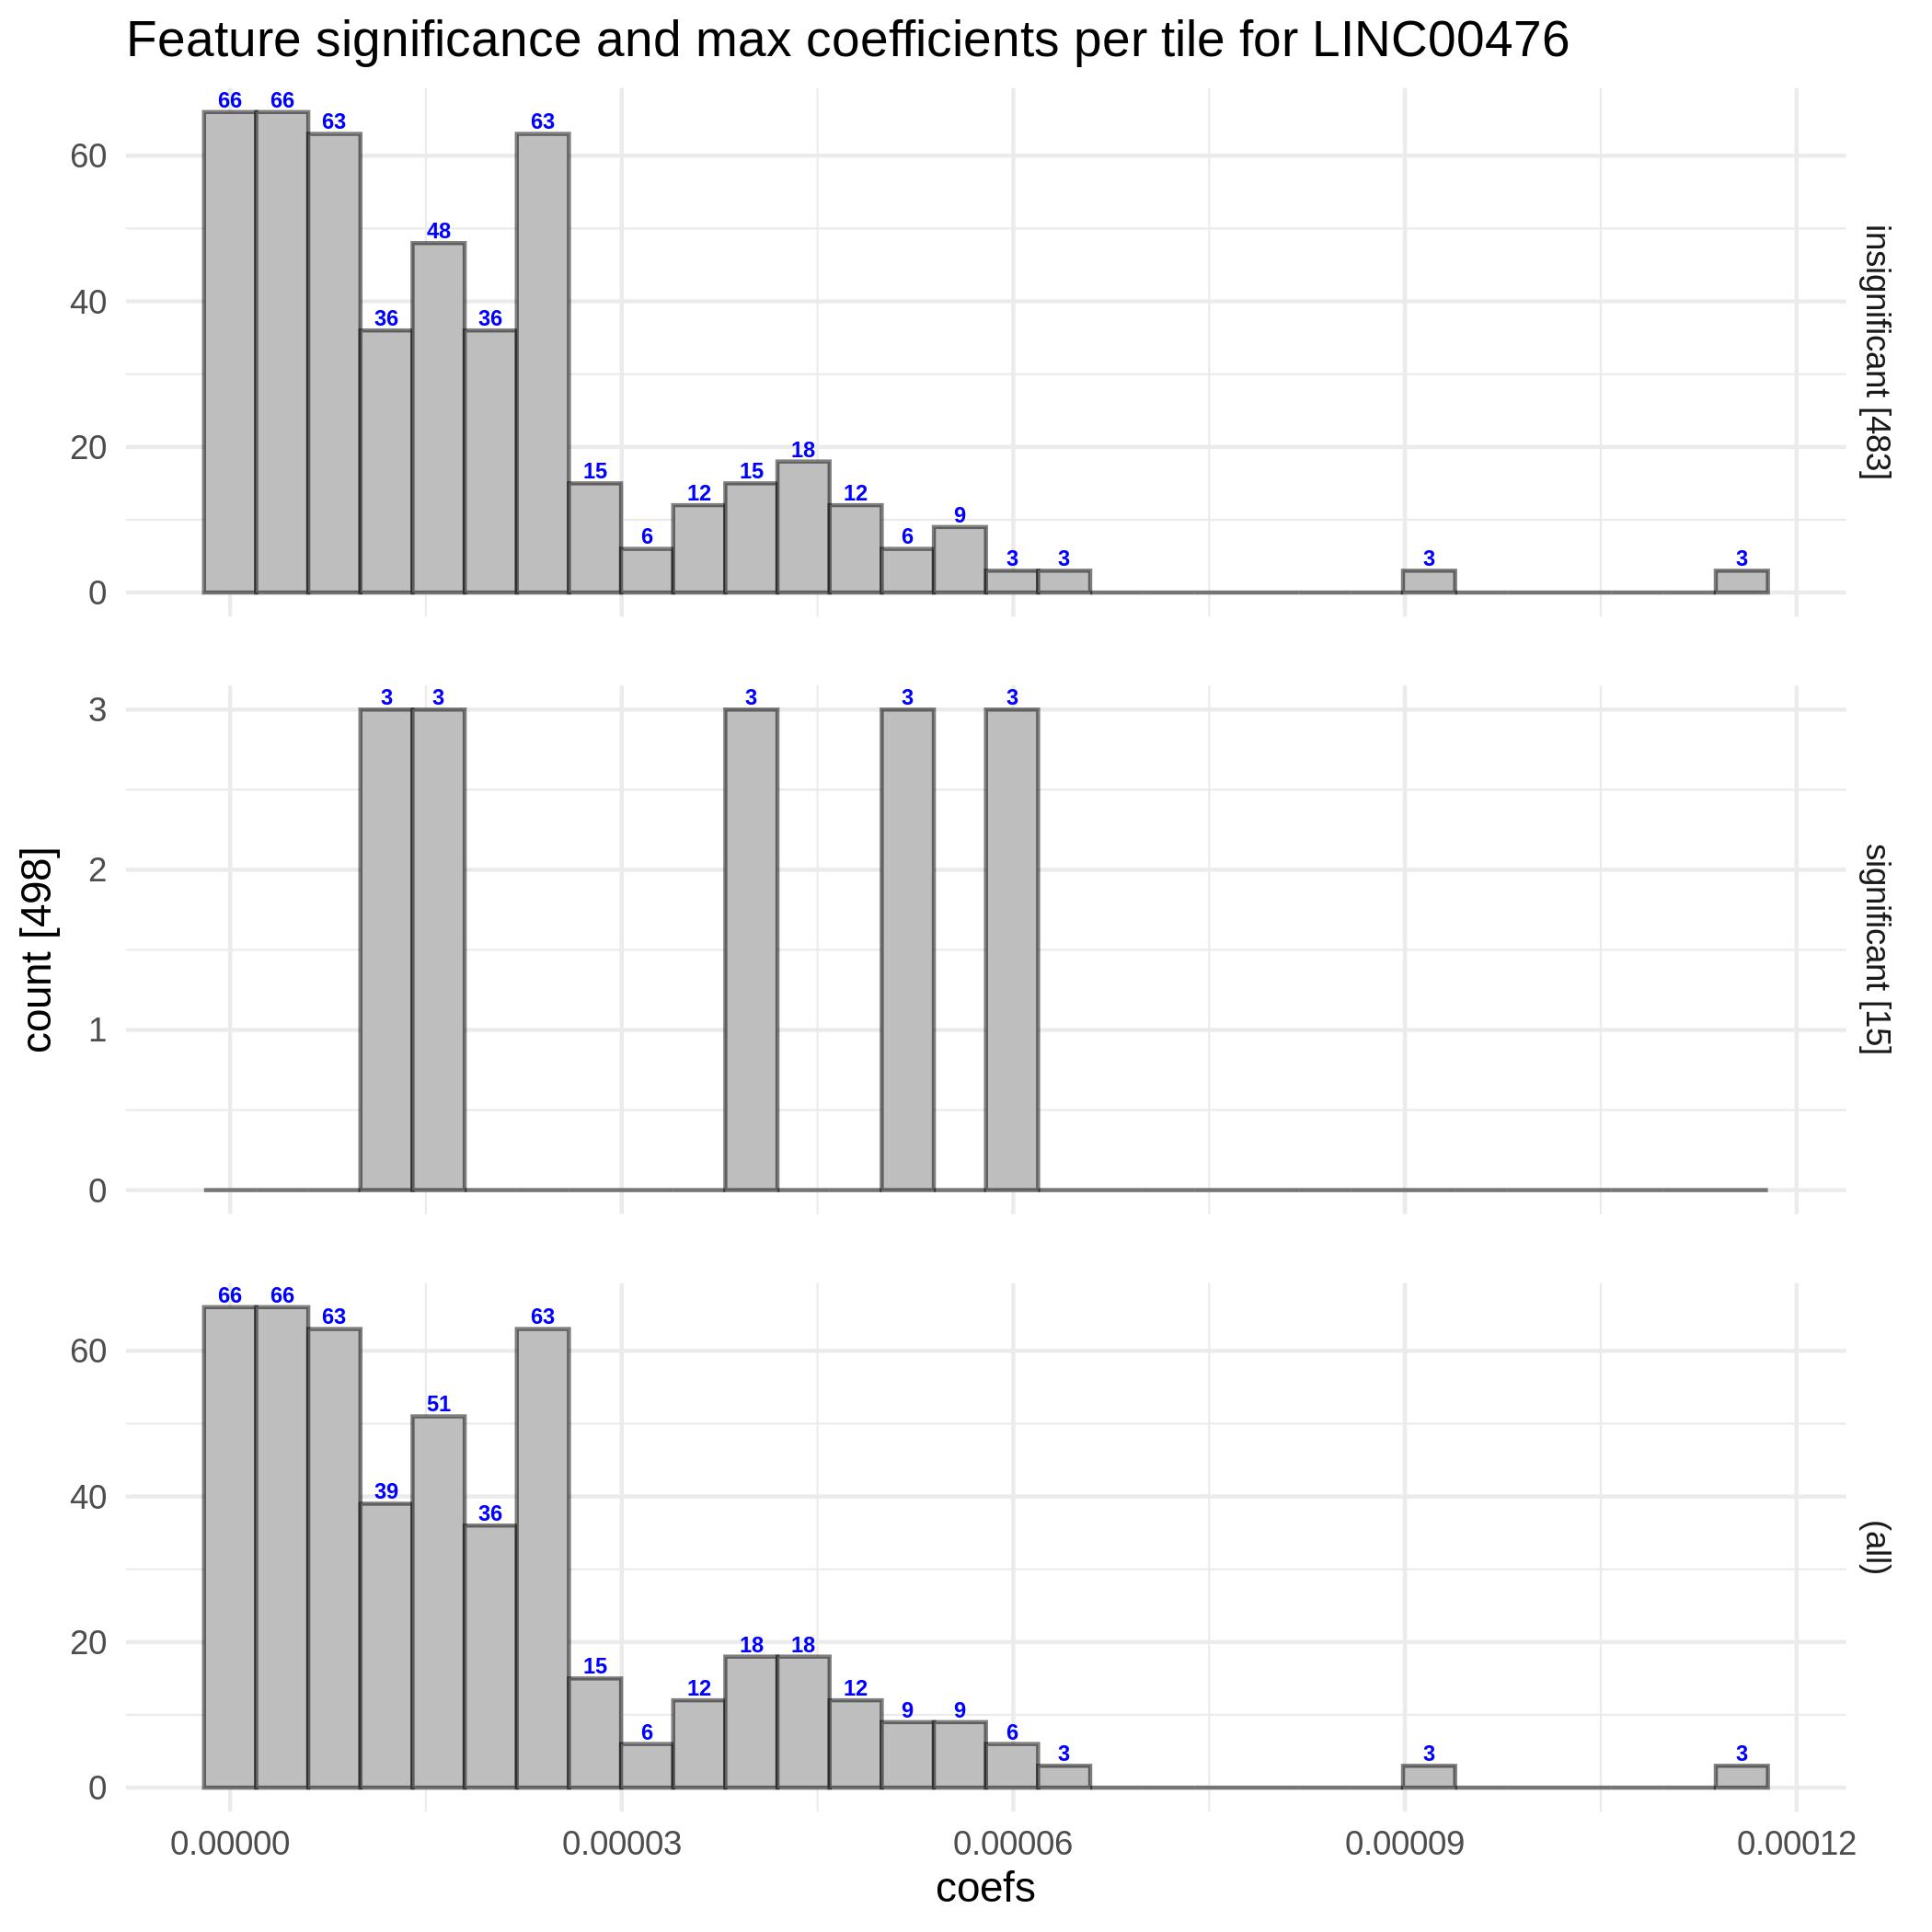 Feature significance and max coefficients per tile for LINC00476
66 66 63 36 48 36 63 15 6 12 15 18 12 6 9 3 3 3 3
60
40
20
0
insignificant [483]
3 3 3 3 3
3
2
1
0
significant [15]
count [498]
66 66 63 39 51 36 63 15 6 12 18 18 12 9 9 6 3 3 3
60
40
20
0
(all)
0.00000 0.00003 0.00006 0.00009 0.00012
coefs